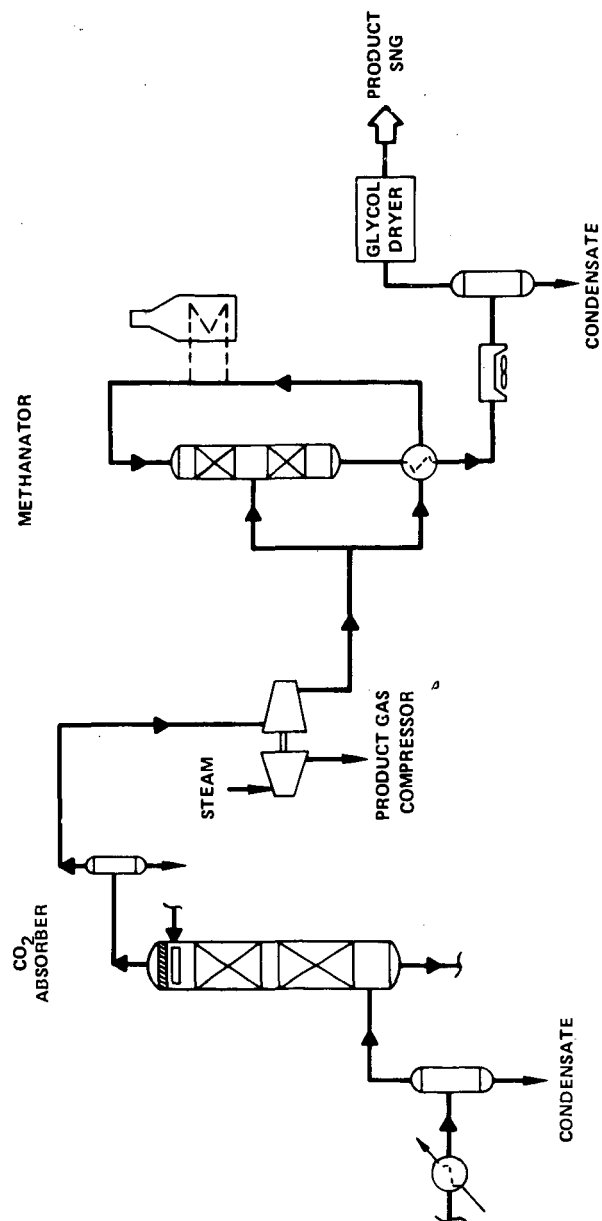 CO2
ABSORBER
METHANATOR
STEAM
PRODUCT GAS
COMPRESSOR
GLYCOL
DRYER
PRODUCT
SNG
CONDENSATE
CONDENSATE